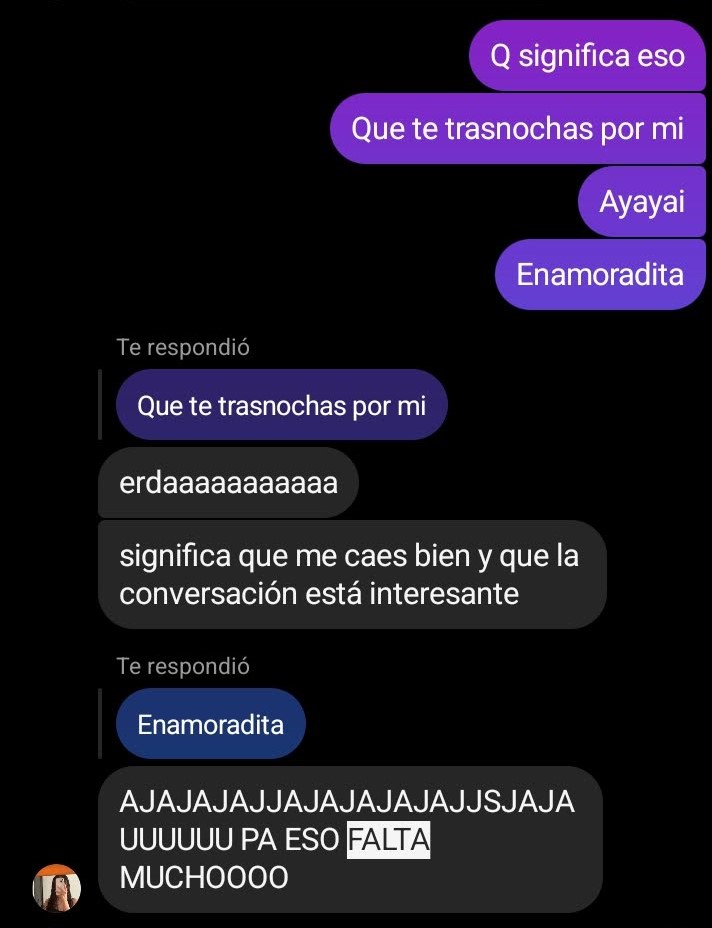 Q significa eso
Que te trasnochas por mi
Ayayai
Enamoradita
Te respondió
Que te trasnochas por mi
erdaaaaaaaaaaa
significa que me caes bien y que la
conversación está interesante
Te respondió
Enamoradita
AJAJAJAJJAJAJAJAJAJJSJAJA
UUUUUU PA ESO FALTA
MUCHOOOO